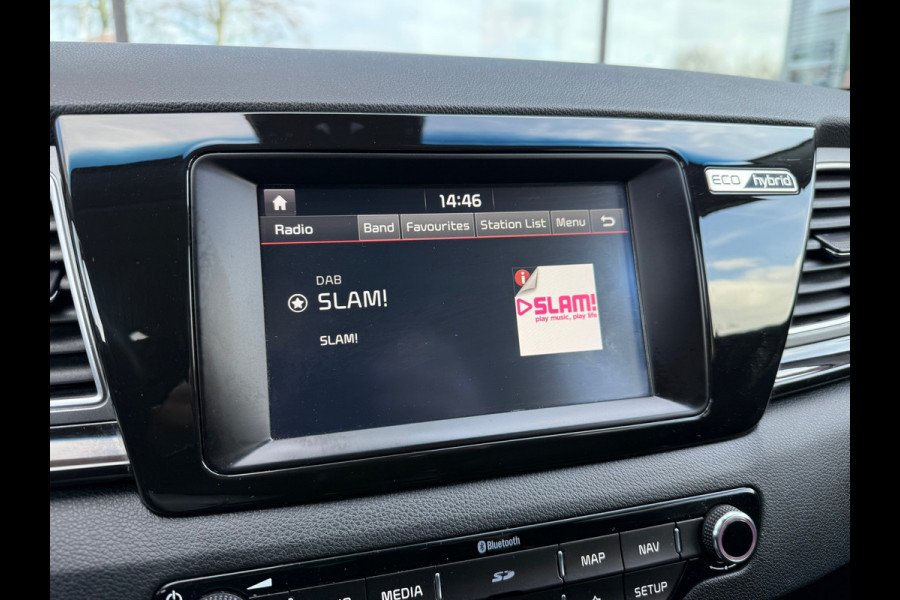 14:46
ECO hybrid
Radio Band Favourites Station List Menu
DAB
SLAM!
SLAM!
i
SLAM!
play music, play life
Bluetooth
MAP NAV
MEDIA SD SETUP